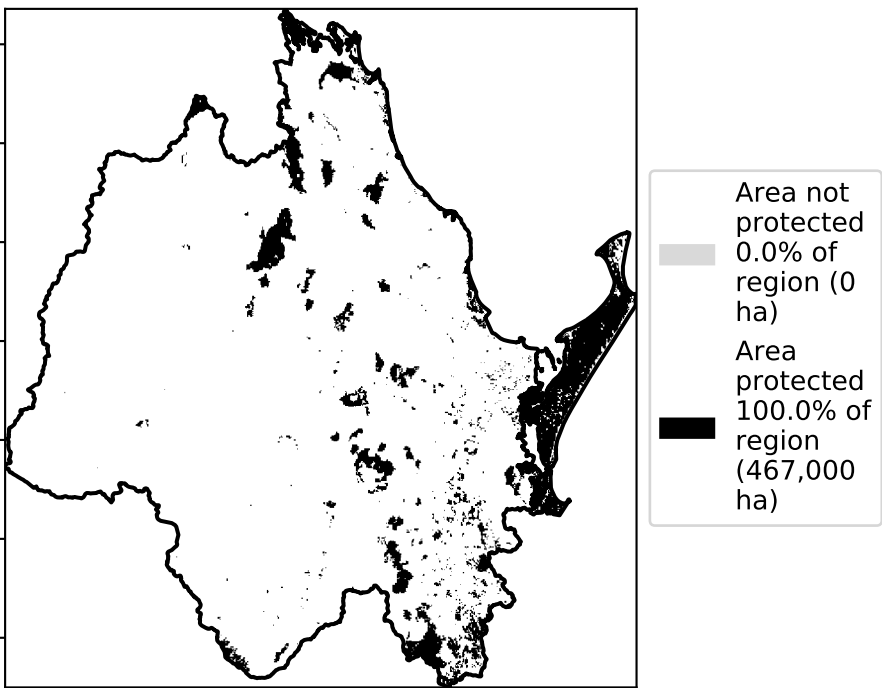 Area not
protected
0.0% of
region (0
ha)
Area
protected
100.0% of
region
(467,000
ha)